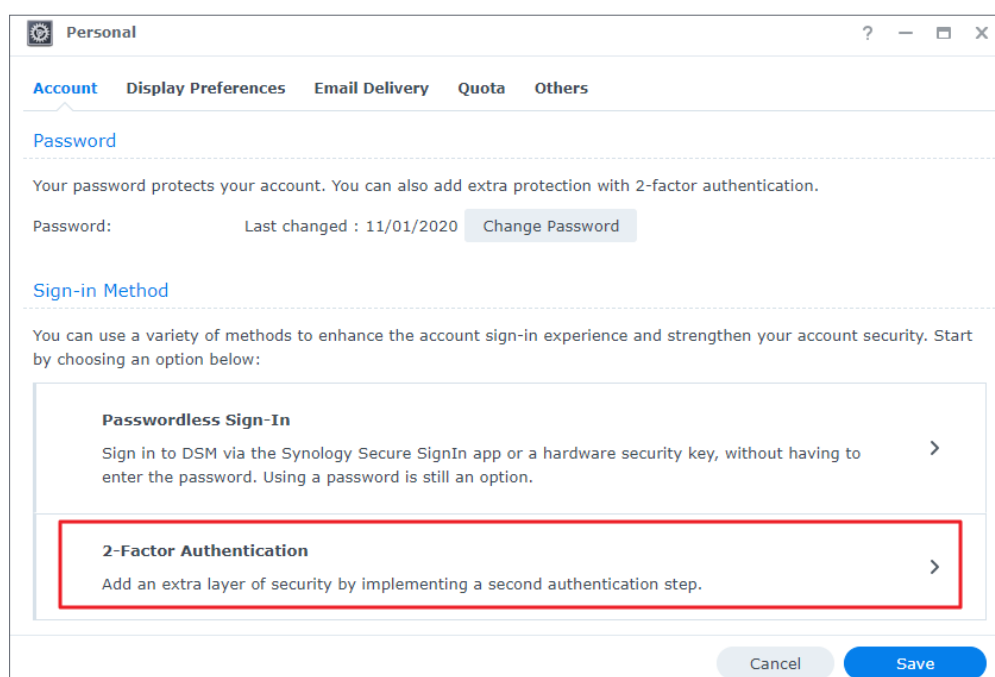 Personal
Account Display Preferences Email Delivery Quota Others
Password
Your password protects your account. You can also add extra protection with 2-factor authentication.
Password: Last changed : 11/01/2020 Change Password
Sign-in Method
You can use a variety of methods to enhance the account sign-in experience and strengthen your account security. Start
by choosing an option below:
Passwordless Sign-In
Sign in to DSM via the Synology Secure SignIn app or a hardware security key, without having to
enter the password. Using a password is still an option.
2-Factor Authentication
Add an extra layer of security by implementing a second authentication step.
Cancel Save